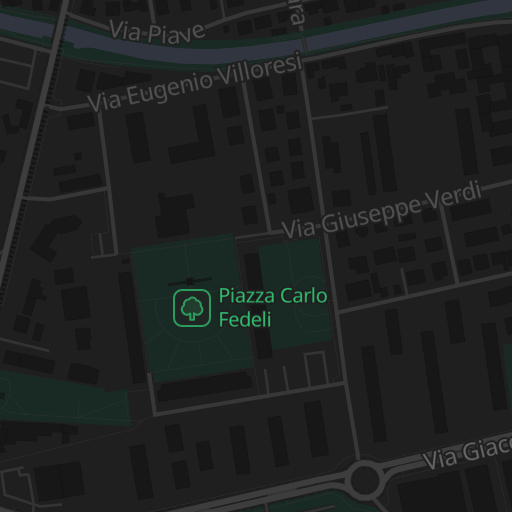 Via Piave
Via Eugenio Villoresi
Via Giuseppe Verdi
Piazza Carlo
Fedeli